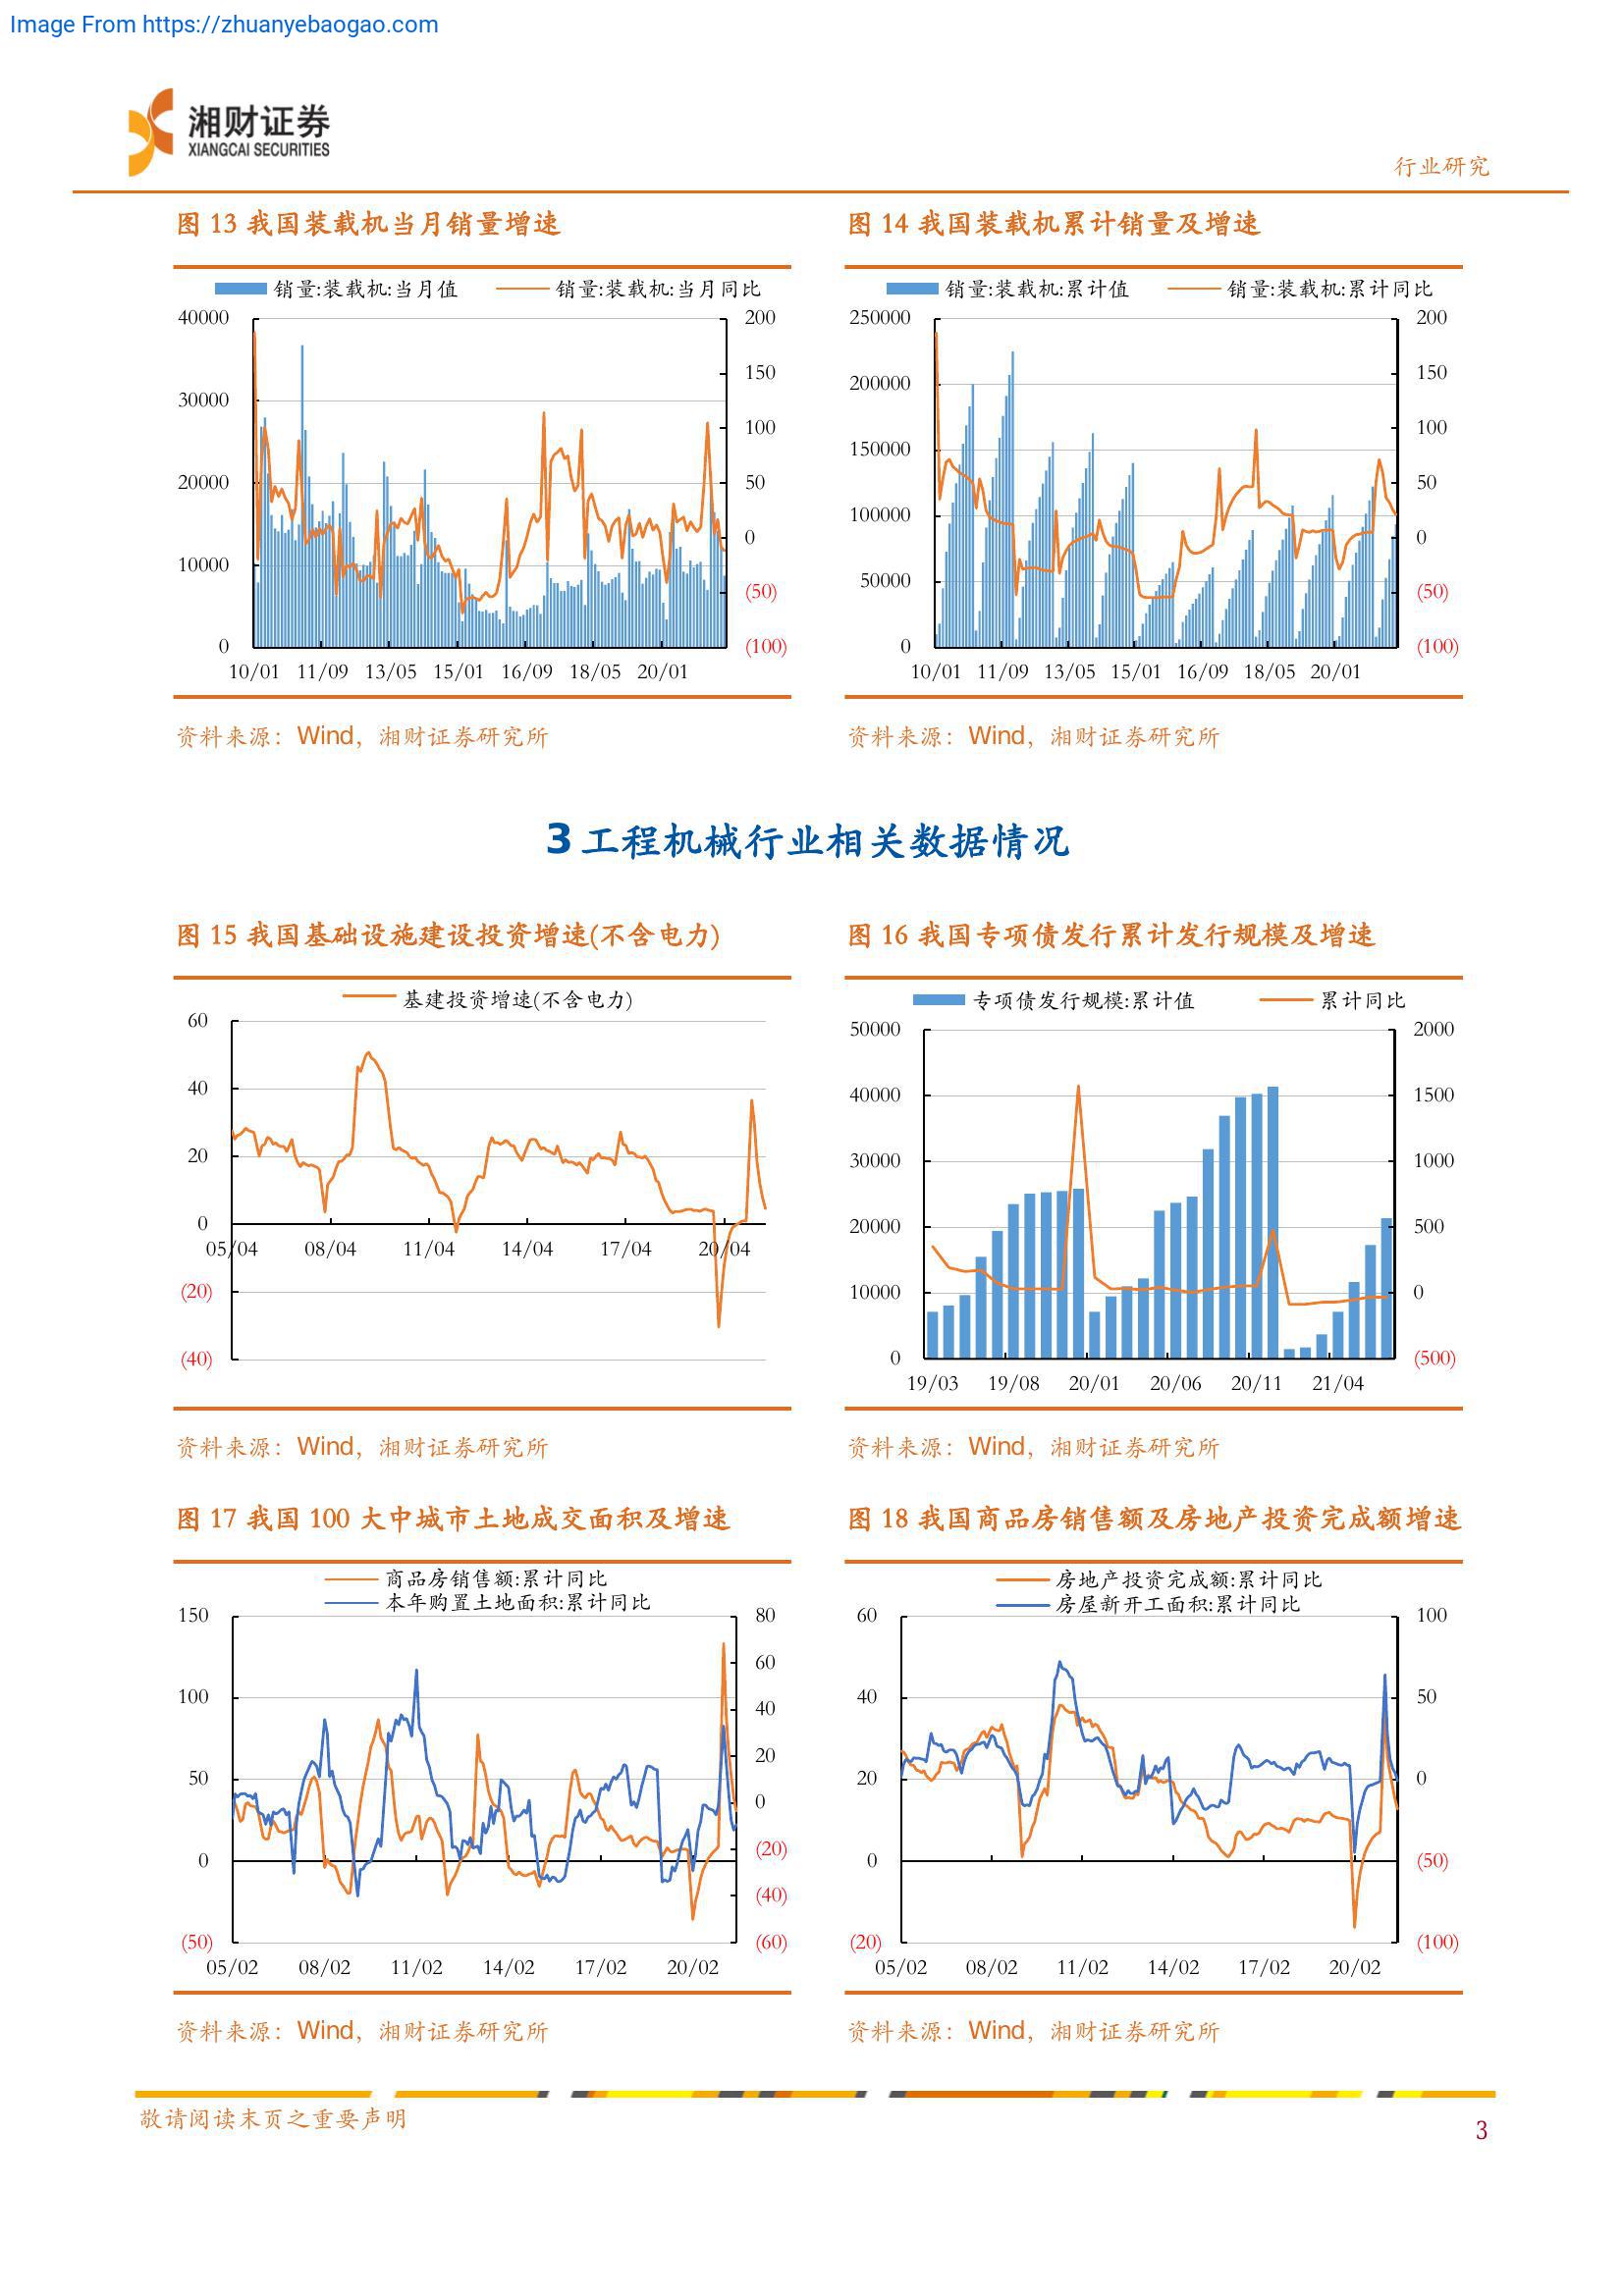 Image From https://zhuanyebaogao.com
湘财证券
XIANGCAI SECURITIES
行业研究
图 13 我国装载机当月销量增速
图 14 我国装载机累计销量及增速
销量:装载机:当月值 销量:装载机:当月同比
销量:装载机:累计值 销量:装载机:累计同比
40000 200
150
30000
100
20000 50
0
10000
(50)
0 (100)
10/01 11/09 13/05 15/01 16/09 18/05 20/01
250000 200
200000 150
150000 100
50
100000 0
50000 (50)
0 (100)
10/01 11/09 13/05 15/01 16/09 18/05 20/01
资料来源：Wind，湘财证券研究所
资料来源：Wind，湘财证券研究所
3 工程机械行业相关数据情况
图 15 我国基础设施建设投资增速(不含电力)
图 16 我国专项债发行累计发行规模及增速
基建投资增速(不含电力)
60
40
20
0
05/04 08/04 11/04 14/04 17/04 20/04
(20)
(40)
专项债发行规模:累计值 累计同比
50000 2000
40000 1500
30000 1000
20000 500
10000 0
0 (500)
19/03 19/08 20/01 20/06 20/11 21/04
资料来源：Wind，湘财证券研究所
资料来源：Wind，湘财证券研究所
图 17 我国 100 大中城市土地成交面积及增速
图 18 我国商品房销售额及房地产投资完成额增速
商品房销售额:累计同比
本年购置土地面积:累计同比
150 80
60
100 40
20
50
0
0 (20)
(40)
(50) (60)
05/02 08/02 11/02 14/02 17/02 20/02
房地产投资完成额:累计同比
房屋新开工面积:累计同比
60 100
40 50
20 0
0 (50)
(20) (100)
05/02 08/02 11/02 14/02 17/02 20/02
资料来源：Wind，湘财证券研究所
资料来源：Wind，湘财证券研究所
敬请阅读末页之重要声明
3